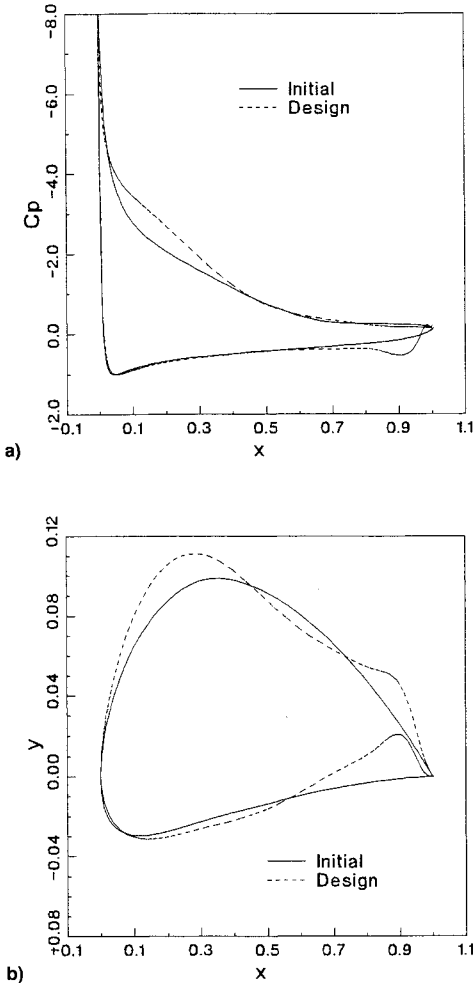 -8.0
-6.0
-4.0
-2.0
0.0
2.0
Cp
Initial
Design
-0.1 0.1 0.3 0.5 0.7 0.9 1.1
x
a)
0.12
0.08
0.04
0.00
-0.04
-0.08
y
Initial
Design
-0.1 0.1 0.3 0.5 0.7 0.9 1.1
x
b)